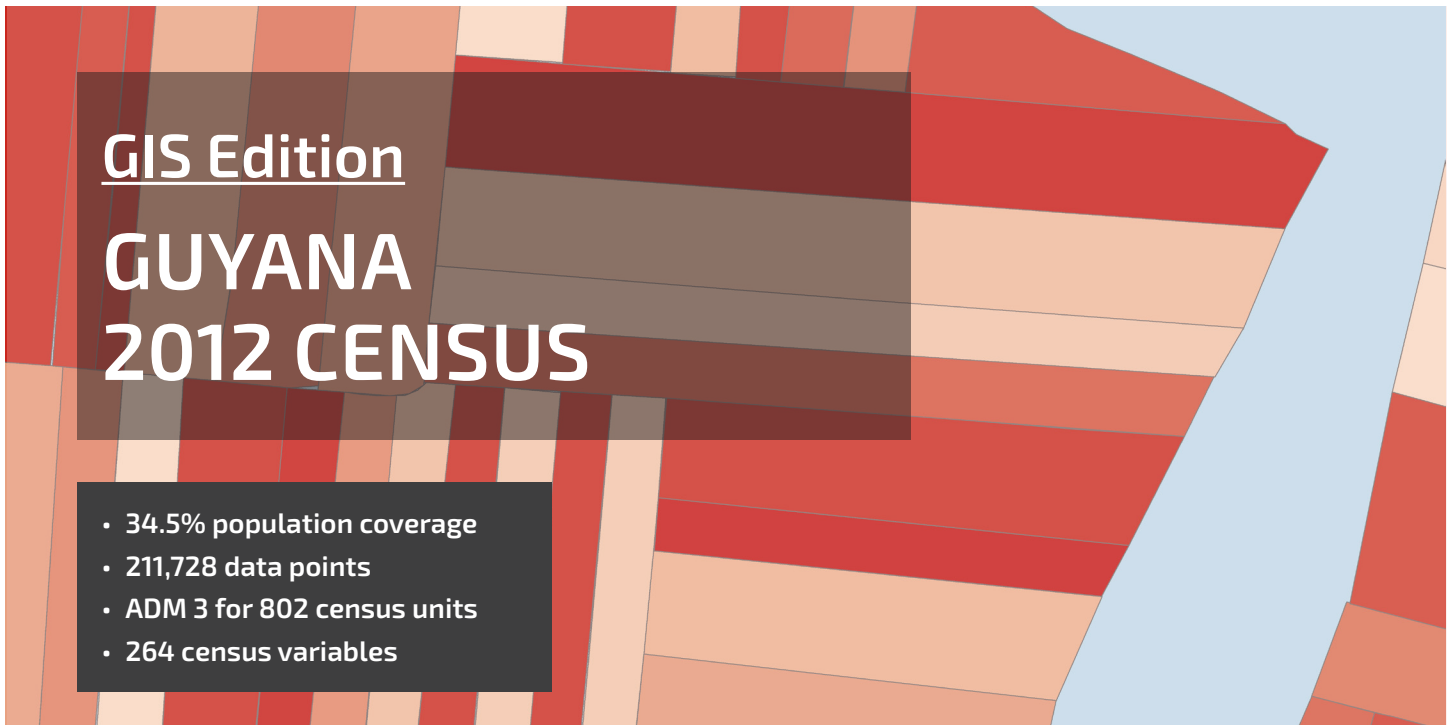 GIS Edition
GUYANA
2012 CENSUS
• 34.5% population coverage
• 211,728 data points
• ADM 3 for 802 census units
• 264 census variables